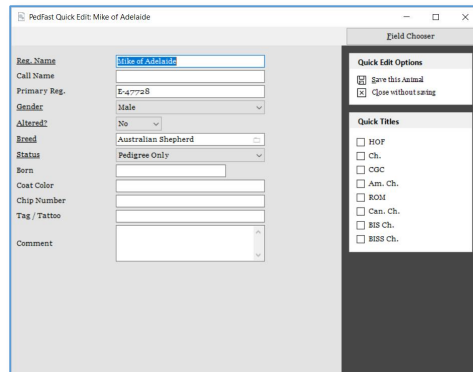 PedFast Quick Edit: Mike of Adelaide
Field Chooser
Reg. Name Mike of Adelaide
Call Name
Primary Reg. E-47728
Gender Male
Altered? No
Breed Australian Shepherd
Status Pedigree Only
Born
Coat Color
Chip Number
Tag / Tattoo
Comment
Quick Edit Options
Save this Animal
Close without saving
Quick Titles
HOF
Ch.
CGC
Am. Ch.
ROM
Can. Ch.
BIS Ch.
BISS Ch.